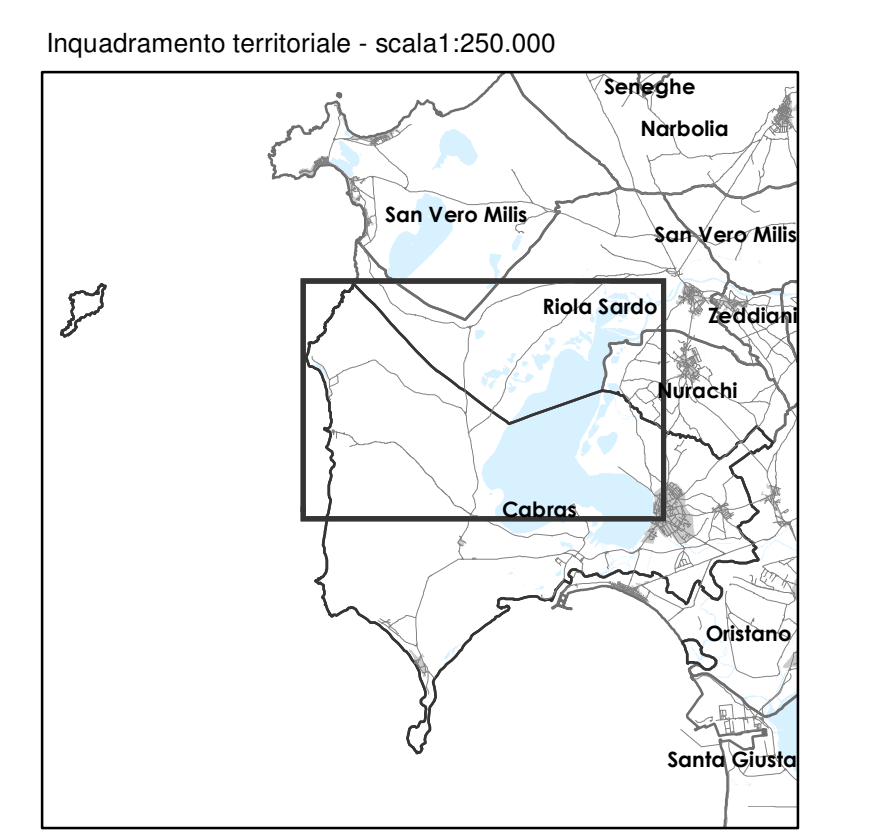 Inquadramento territoriale - scala1:250.000
Seneghe
Narbolia
San Vero Milis
San Vero Milis
Riola Sardo
Zeddiani
Nurachi
Cabras
Oristano
Santa Giusta